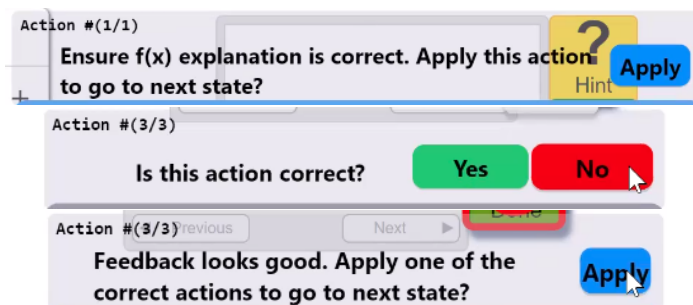 Action #(1/1)
?
Ensure f(x) explanation is correct. Apply this action
to go to next state?
Hint
Apply
+
Action #(3/3)
Is this action correct?
Yes
No
Action #(3/3)
Previous
Next
Done
Feedback looks good. Apply one of the
correct actions to go to next state?
Apply